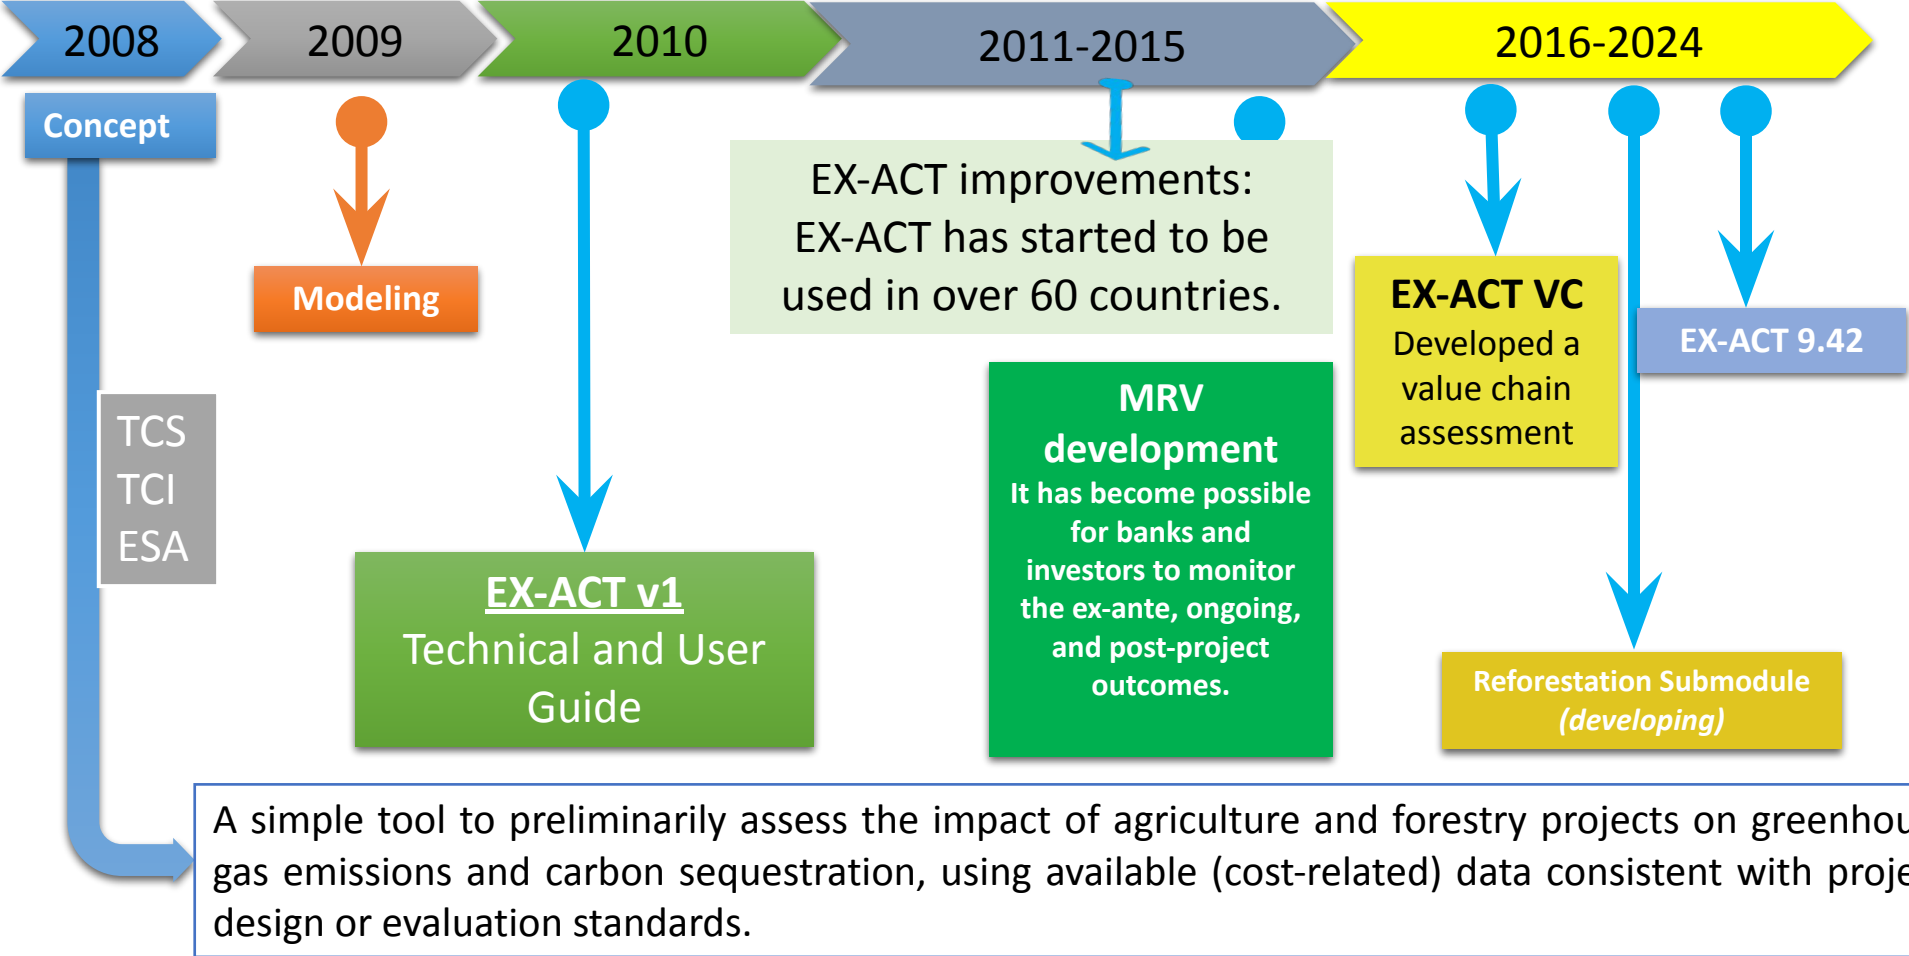 2008
2009
2010
2011-2015
2016-2024
Concept
TCS
TCI
ESA
Modeling
EX-ACT v1
Technical and User
Guide
EX-ACT improvements:
EX-ACT has started to be
used in over 60 countries.
MRV
development
It has become possible
for banks and
investors to monitor
the ex-ante, ongoing,
and post-project
outcomes.
EX-ACT VC
Developed a
value chain
assessment
EX-ACT 9.42
Reforestation Submodule
(developing)
A simple tool to preliminarily assess the impact of agriculture and forestry projects on greenhou
gas emissions and carbon sequestration, using available (cost-related) data consistent with proje
design or evaluation standards.